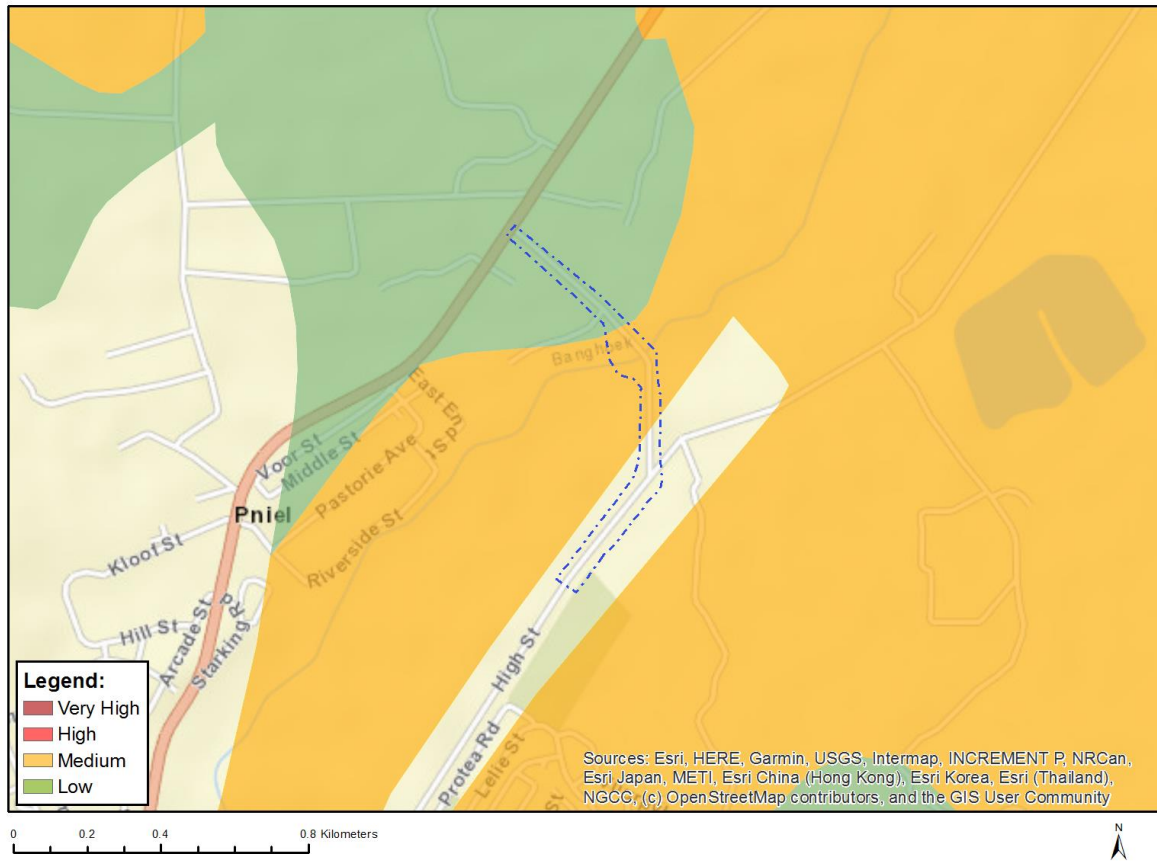 Banghoek
East En
d St
Voor St
Middle St
Pastorie Ave
Pniel
Riverside St
Kloof St
Hill St
Arcade St
Starking Rd
High St
Protea Rd
Lelie St
St
Legend:
Very High
High
Medium
Low
Sources: Esri, HERE, Garmin, USGS, Intermap, INCREMENT P, NRCan,
Esri Japan, METI, Esri China (Hong Kong), Esri Korea, Esri (Thailand),
NGCC, (c) OpenStreetMap contributors, and the GIS User Community
0 0.2 0.4 0.8 Kilometers
N